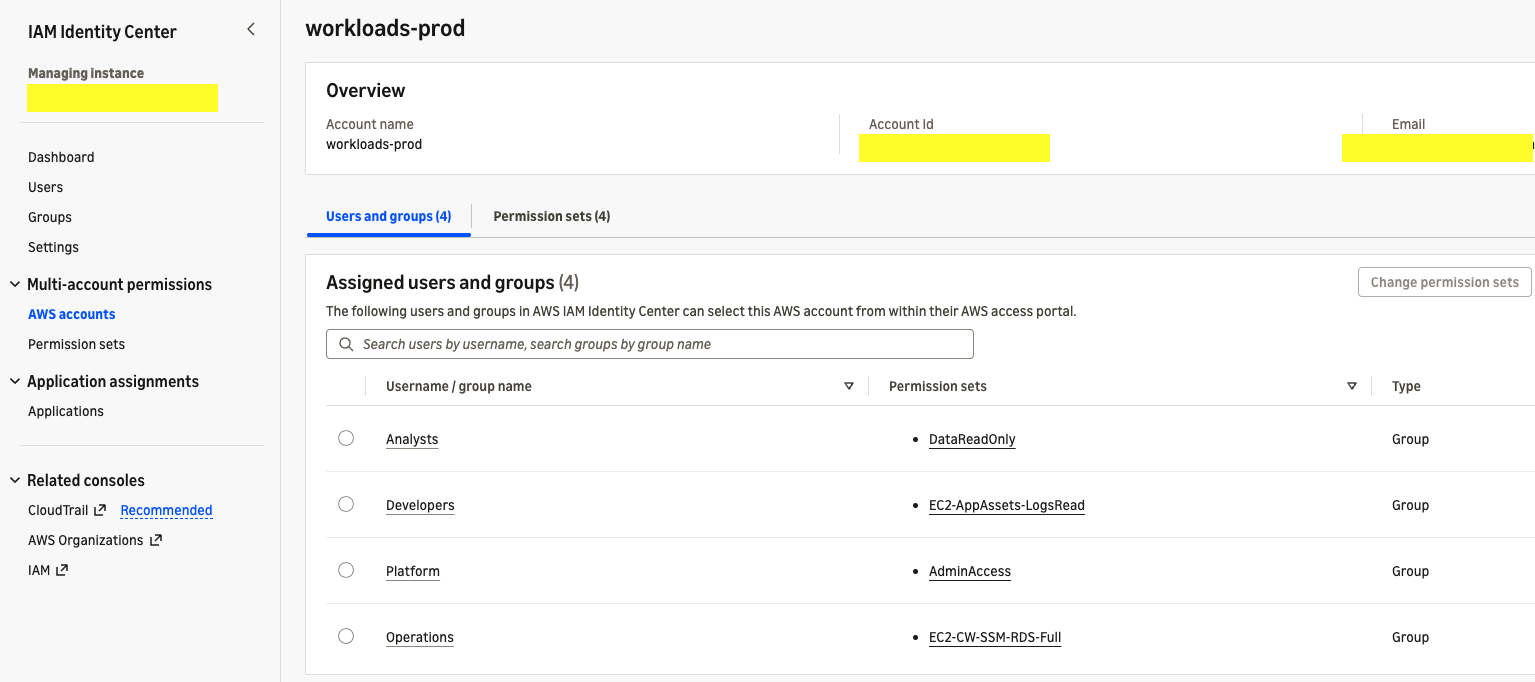 IAM Identity Center
Managing instance
Dashboard
Users
Groups
Settings
Multi-account permissions
AWS accounts
Permission sets
Application assignments
Applications
Related consoles
CloudTrail Recommended
AWS Organizations
IAM
workloads-prod
Overview
Account name
workloads-prod
Account Id
Email
Users and groups (4) Permission sets (4)
Assigned users and groups (4)
Change permission sets
The following users and groups in AWS IAM Identity Center can select this AWS account from within their AWS access portal.
Search users by username, search groups by group name
Username / group name Permission sets Type
Analysts DataReadOnly Group
Developers EC2-AppAssets-LogsRead Group
Platform AdminAccess Group
Operations EC2-CW-SSM-RDS-Full Group